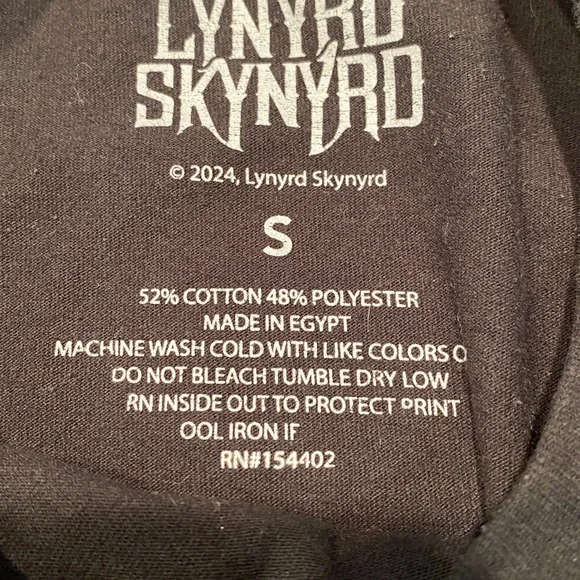 LYNYRD
SKYNYRD
© 2024, Lynyrd Skynyrd
S
52% COTTON 48% POLYESTER
MADE IN EGYPT
MACHINE WASH COLD WITH LIKE COLORS O
DO NOT BLEACH TUMBLE DRY LOW
RN INSIDE OUT TO PROTECT PRINT
OOL IRON IF
RN#154402